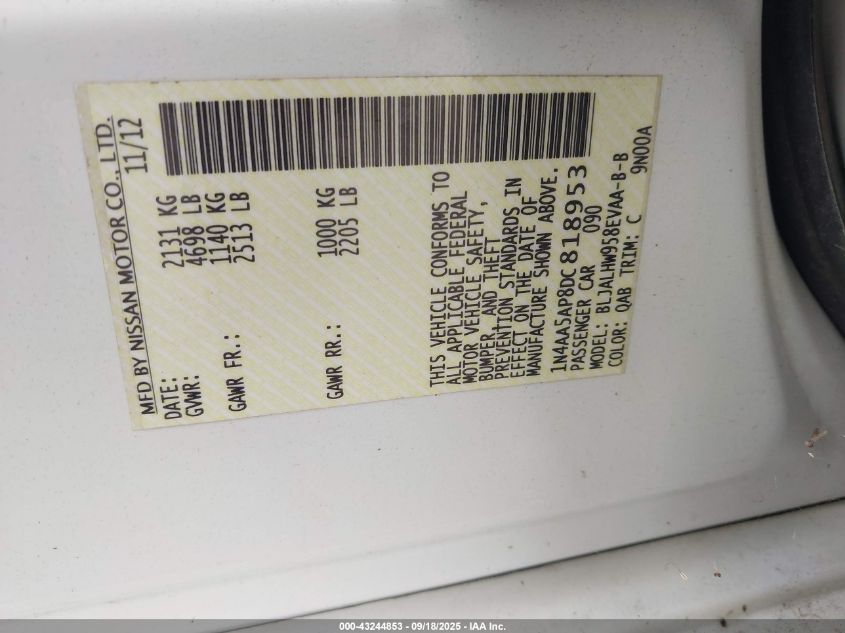 MFD BY NISSAN MOTOR CO., LTD.
DATE: 11/12
GVWR: 2131 KG
4698 LB
GAWR FR.: 1140 KG
2513 LB
GAWR RR.: 1000 KG
2205 LB
THIS VEHICLE CONFORMS TO
ALL APPLICABLE FEDERAL
MOTOR VEHICLE SAFETY,
BUMPER, AND THEFT
PREVENTION STANDARDS IN
EFFECT ON THE DATE OF
MANUFACTURE SHOWN ABOVE.
1N4AA5AP8DC818953
PASSENGER CAR 090
MODEL: BLJALHW958EVAA-B-B
COLOR: QAB TRIM: C 9N00A
000-43244853 - 09/18/2025 - IAA Inc.